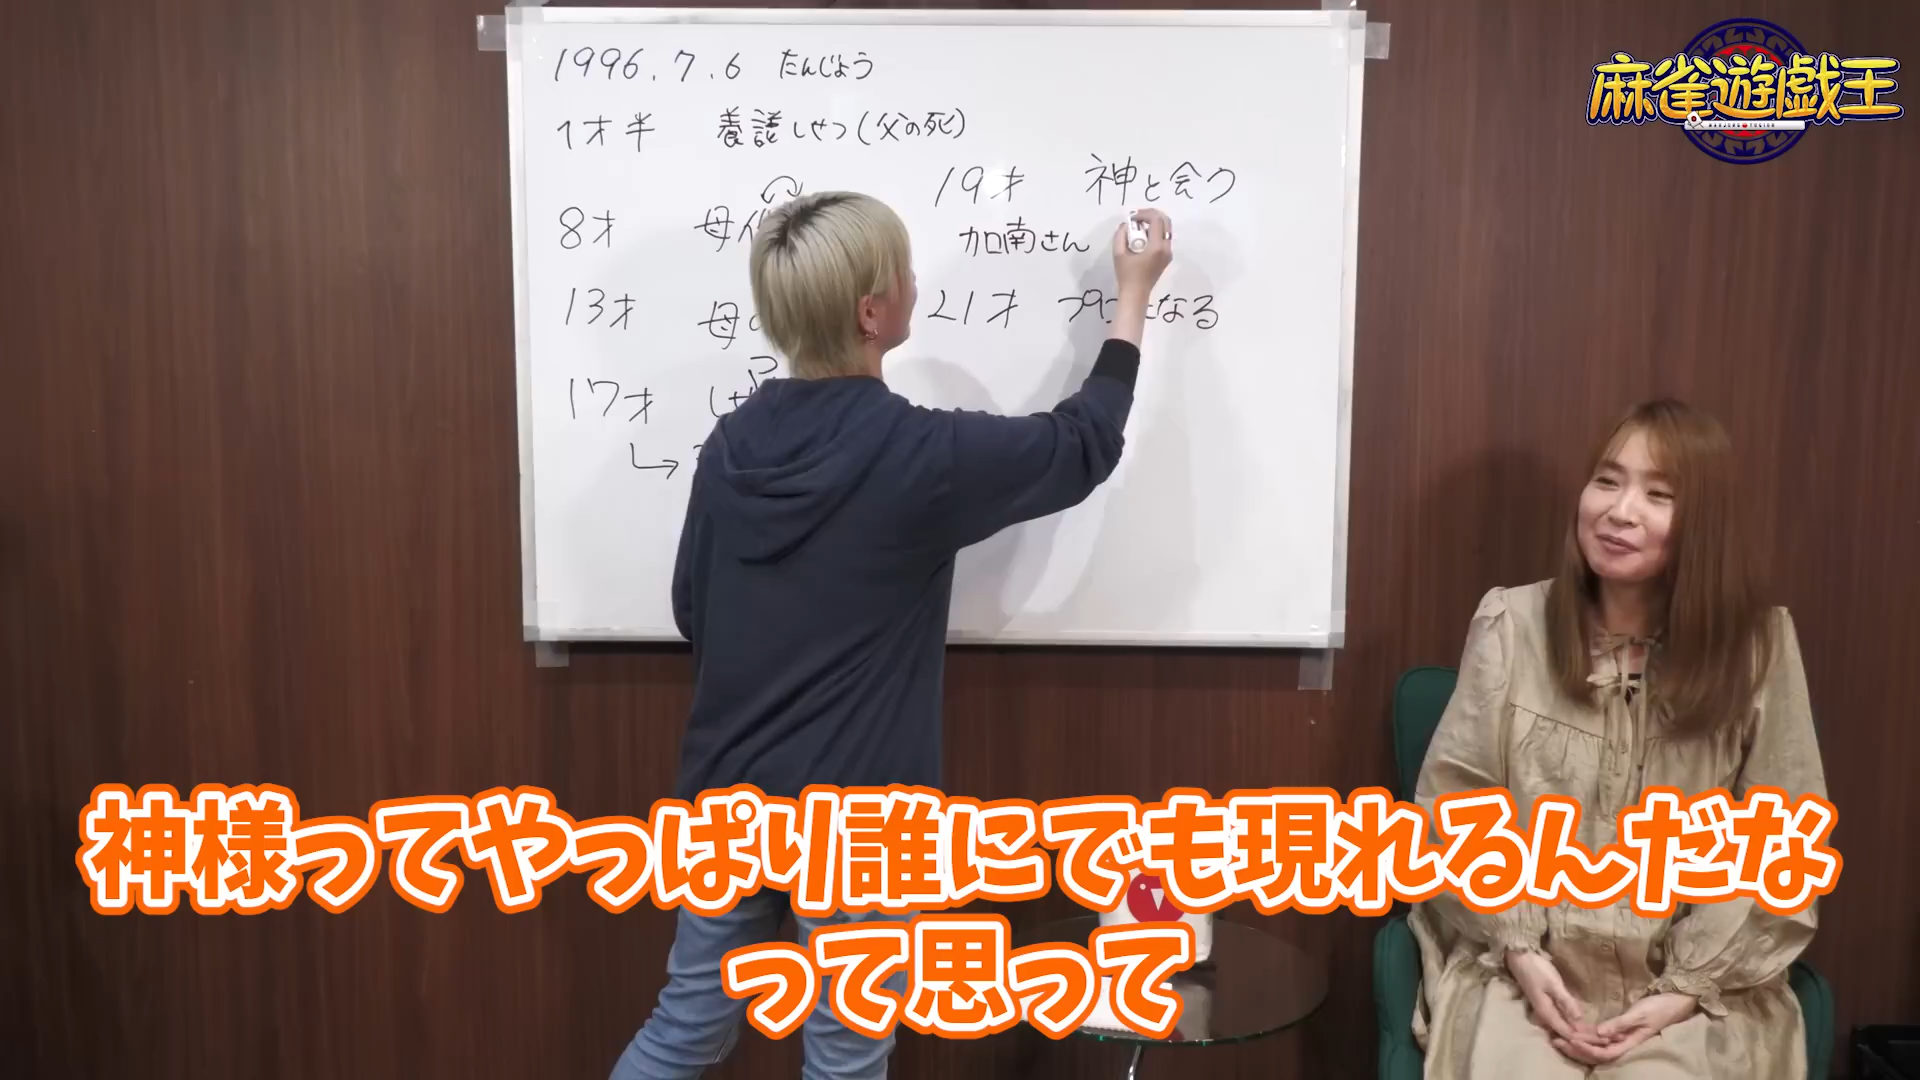 麻雀遊戯王
1996.7.6 たんじょう
1才半 養護しせつ(父の死)
8才 母
13才 母の
17才
19才 神と会う
加南さん
21才 なる
神様ってやっぱり誰にでも現れるんだな
って思って